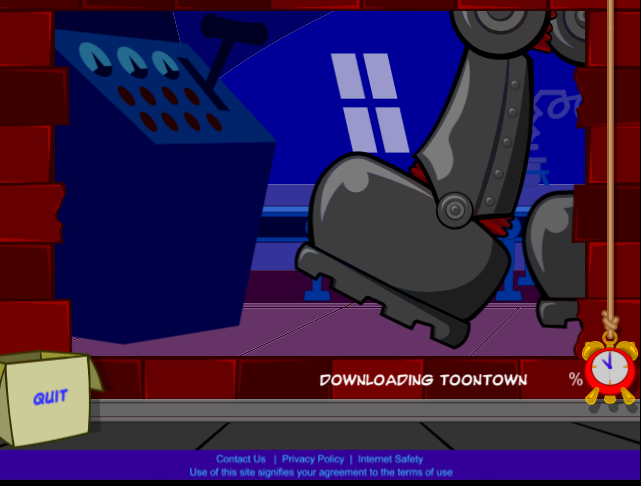 DOWNLOADING TOONTOWN %
QUIT
Contact Us | Privacy Policy | Internet Safety
Use of this site signifies your agreement to the terms of use